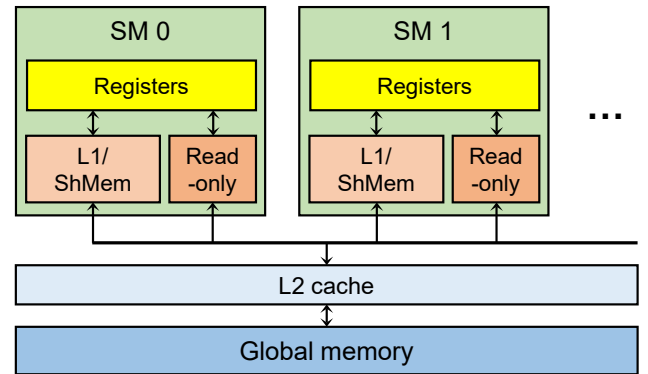 SM 0
Registers
L1/
ShMem
Read
-only
SM 1
Registers
L1/
ShMem
Read
-only
...
L2 cache
Global memory